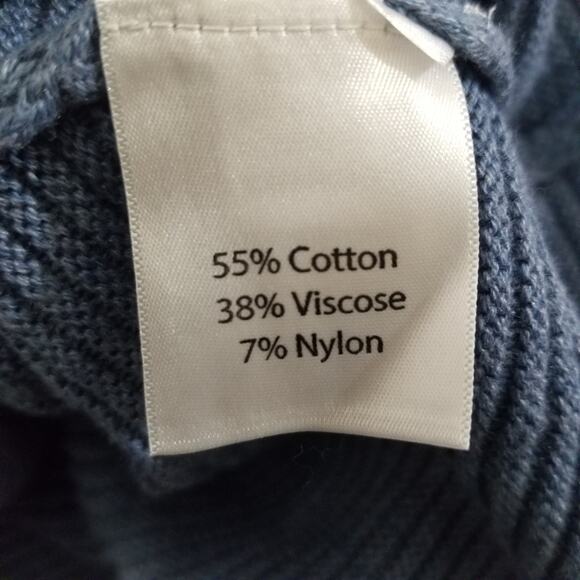 55% Cotton
38% Viscose
7% Nylon